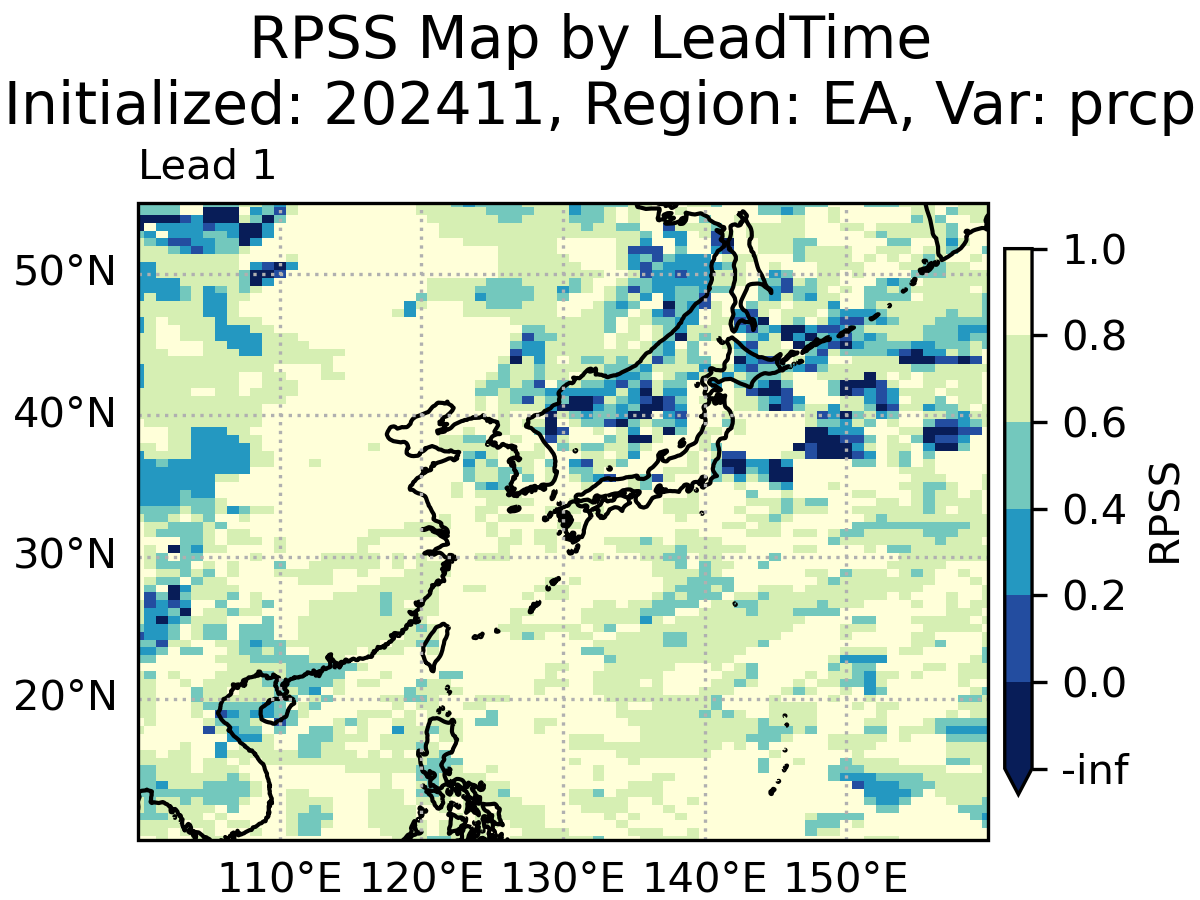 RPSS Map by LeadTime
Initialized: 202411, Region: EA, Var: prcp
Lead 1
50°N
40°N
30°N
20°N
110°E 120°E 130°E 140°E 150°E
1.0
0.8
0.6
0.4
0.2
0.0
-inf
RPSS